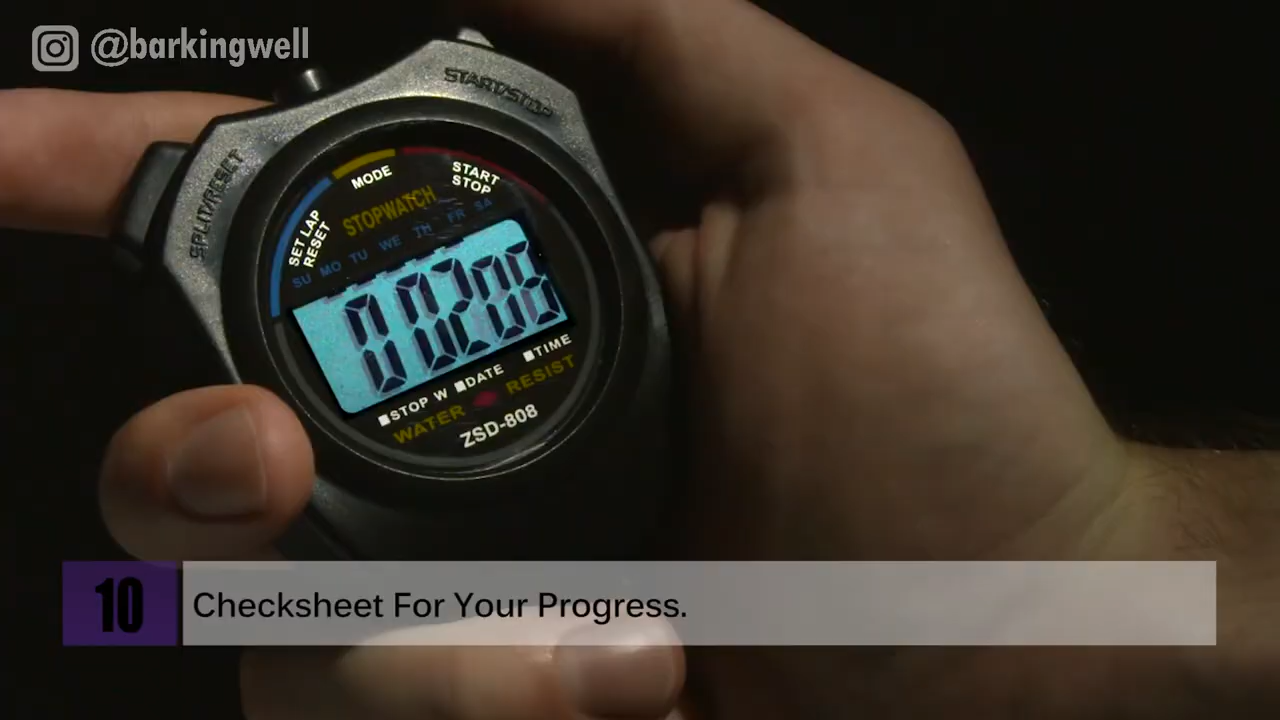 @barkingwell
START/STOP
SPLIT/RESET
MODE
START
STOP
SET LAP
RESET
STOPWATCH
SU MO TU WE TH FR SA
STOP W DATE TIME
WATER RESIST
ZSD-808
10 Checksheet For Your Progress.